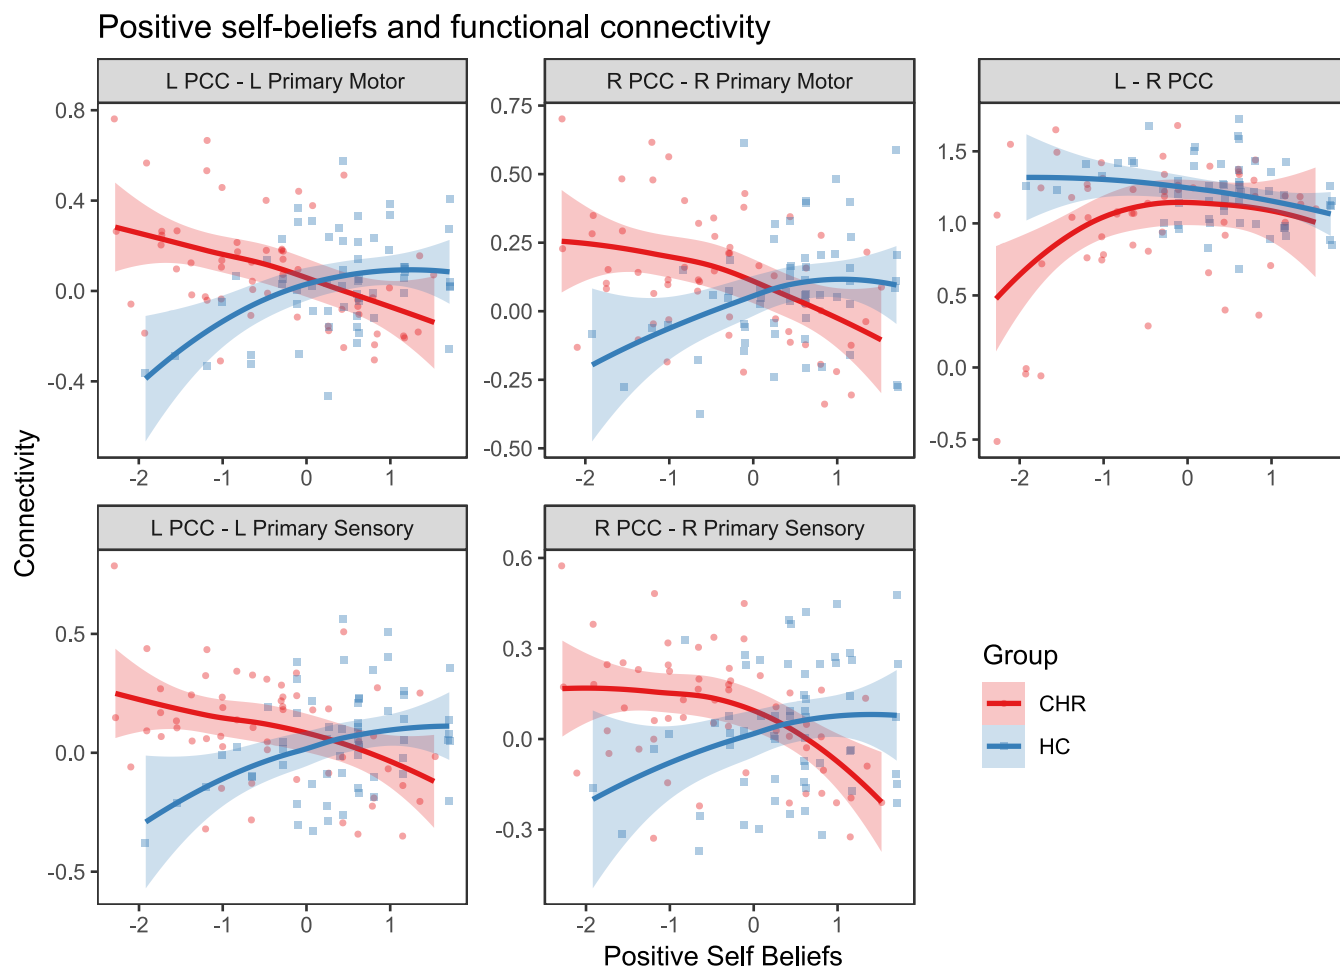 Positive self-beliefs and functional connectivity
L PCC - L Primary Motor
R PCC - R Primary Motor
L - R PCC
0.8
0.4
0.0
-0.4
-2 -1 0 1
0.75
0.50
0.25
0.00
-0.25
-0.50
-2 -1 0 1
1.5
1.0
0.5
0.0
-0.5
-2 -1 0 1
Connectivity
L PCC - L Primary Sensory
R PCC - R Primary Sensory
0.5
0.0
-0.5
-2 -1 0 1
0.6
0.3
0.0
-0.3
-2 -1 0 1
Positive Self Beliefs
Group
CHR
HC